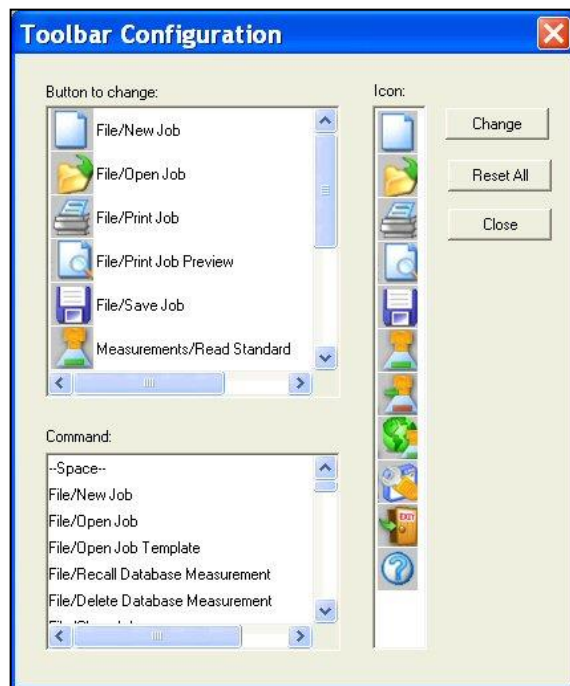 Toolbar Configuration
Button to change:
File/New Job
File/Open Job
File/Print Job
File/Print Job Preview
File/Save Job
Measurements/Read Standard
Command:
--Space--
File/New Job
File/Open Job
File/Open Job Template
File/Recall Database Measurement
File/Delete Database Measurement
Icon:
EXIT
Change
Reset All
Close